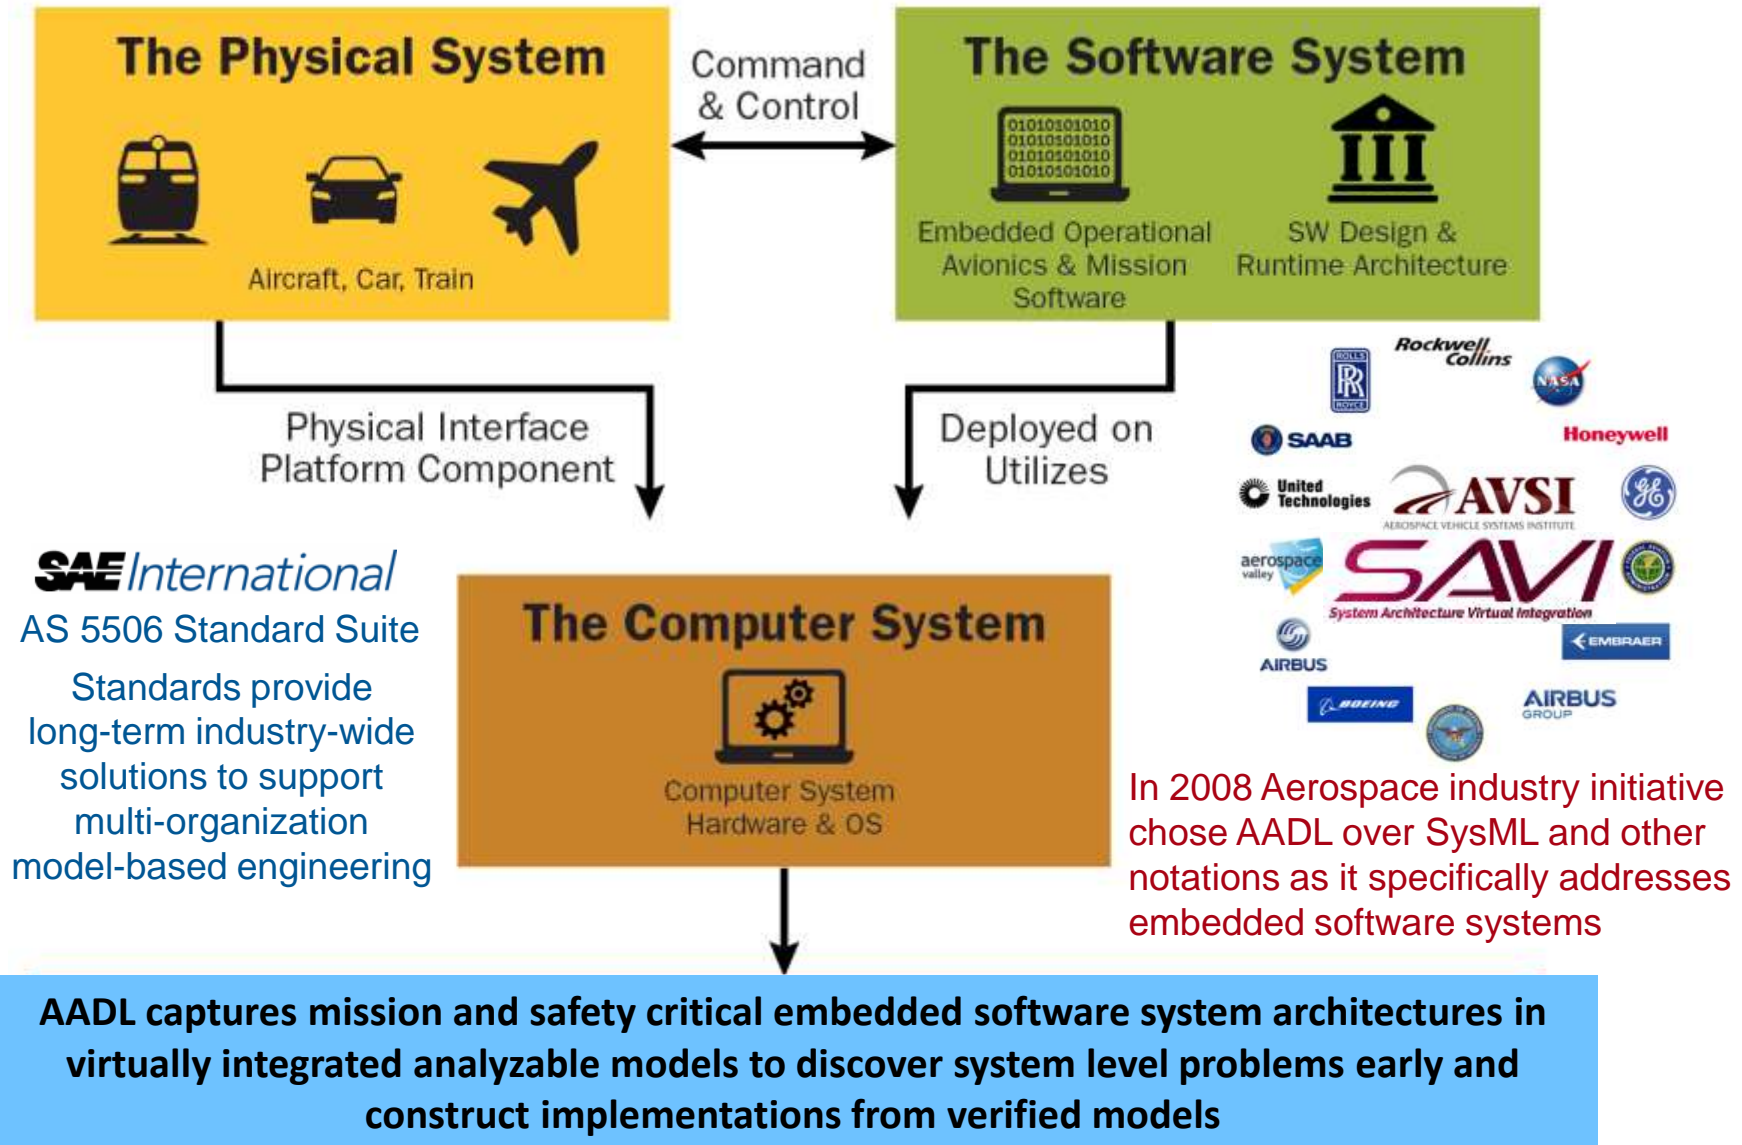 The Physical System
Aircraft, Car, Train
Command
& Control
The Software System
01010101010
01010101010
01010101010
01010101010
Embedded Operational
Avionics & Mission
Software
SW Design &
Runtime Architecture
Physical Interface
Platform Component
Deployed on
Utilizes
Rockwell
Collins
ROLLS
RR
ROYCE
NASA
SAAB
Honeywell
United
Technologies
AVSI
AEROSPACE VEHICLE SYSTEMS INSTITUTE
GE
aerospace
valley
SAVI
System Architecture Virtual Integration
AIRBUS
EMBRAER
BOEING
AIRBUS
GROUP
SAE International
AS 5506 Standard Suite
Standards provide
long-term industry-wide
solutions to support
multi-organization
model-based engineering
The Computer System
Computer System
Hardware & OS
In 2008 Aerospace industry initiative
chose AADL over SysML and other
notations as it specifically addresses
embedded software systems
AADL captures mission and safety critical embedded software system architectures in
virtually integrated analyzable models to discover system level problems early and
construct implementations from verified models